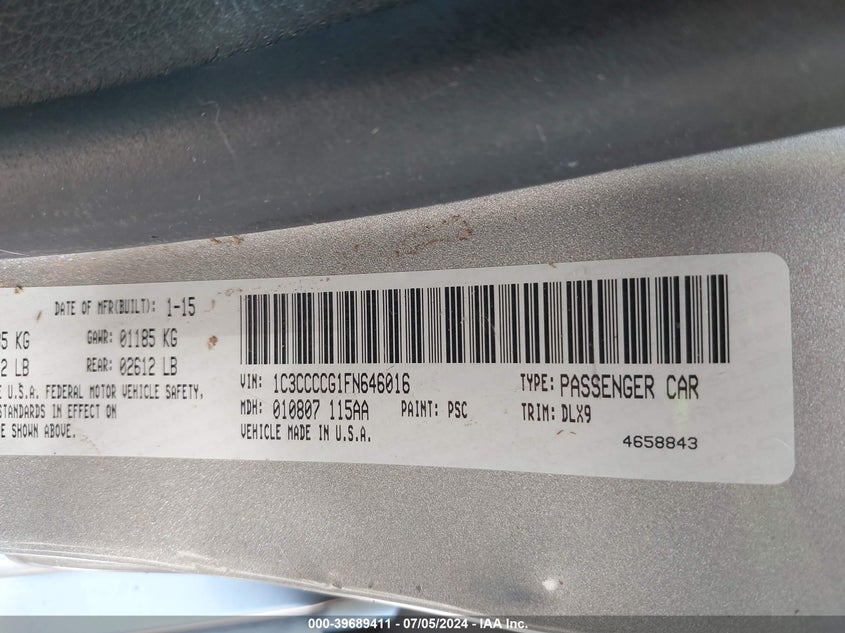 DATE OF MFR(BUILT): 1-15
5 KG GAWR: 01185 KG
2 LB REAR: 02612 LB
E U.S.A. FEDERAL MOTOR VEHICLE SAFETY,
STANDARDS IN EFFECT ON
E SHOWN ABOVE.
VIN: 1C3CCCCG1FN646016 TYPE: PASSENGER CAR
MDH: 010807 115AA PAINT: PSC TRIM: DLX9
VEHICLE MADE IN U.S.A.
4658843
000-39689411 - 07/05/2024 - IAA Inc.